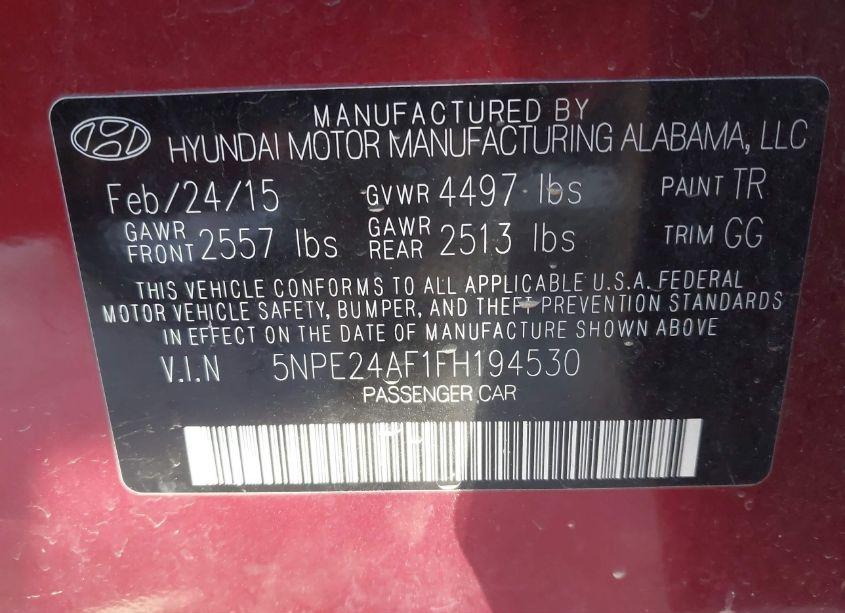 MANUFACTURED BY
HYUNDAI MOTOR MANUFACTURING ALABAMA, LLC
Feb/24/15 GVWR 4497 lbs PAINT TR
GAWR FRONT 2557 lbs GAWR REAR 2513 lbs TRIM GG
THIS VEHICLE CONFORMS TO ALL APPLICABLE U.S.A. FEDERAL
MOTOR VEHICLE SAFETY, BUMPER, AND THEFT PREVENTION STANDARDS
IN EFFECT ON THE DATE OF MANUFACTURE SHOWN ABOVE
V.I.N 5NPE24AF1FH194530
PASSENGER CAR